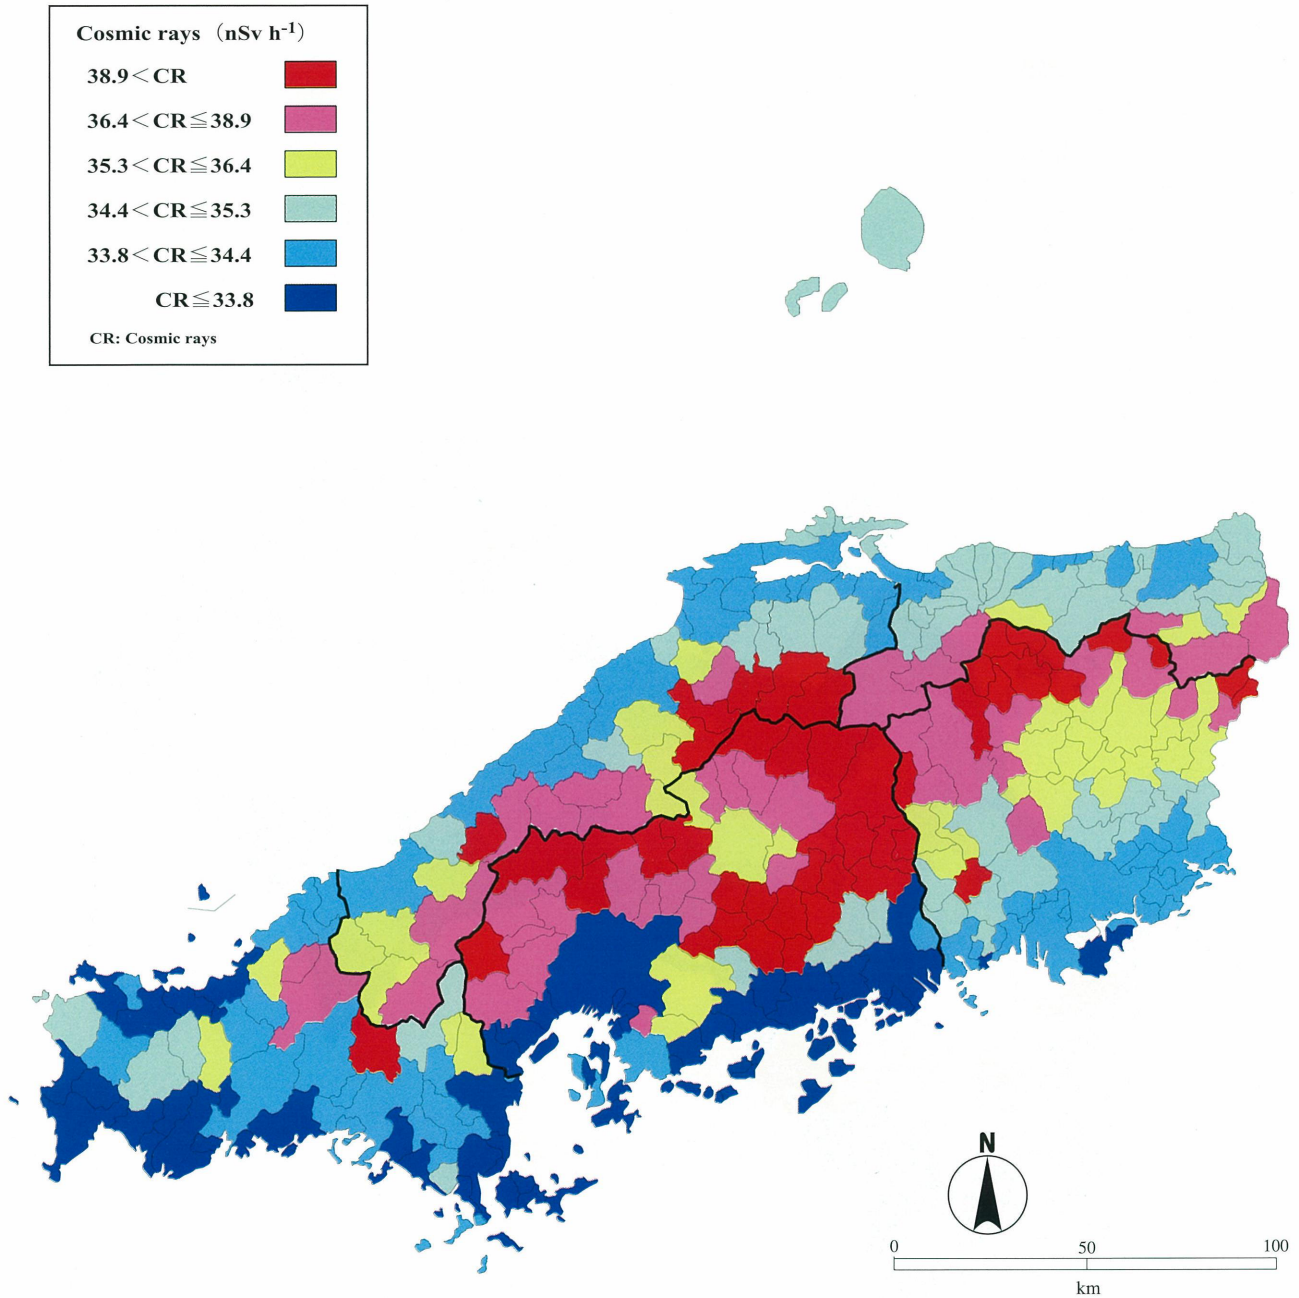 Cosmic rays （nSv h-1）
38.9＜CR
36.4＜CR≦38.9
35.3＜CR≦36.4
34.4＜CR≦35.3
33.8＜CR≦34.4
CR≦33.8
CR: Cosmic rays
N
0 50 100
km